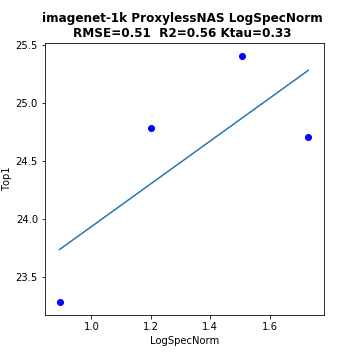 imagenet-1k ProxylessNAS LogSpecNorm
RMSE=0.51 R2=0.56 Ktau=0.33
25.5
25.0
24.5
24.0
23.5
Top1
1.0 1.2 1.4 1.6
LogSpecNorm